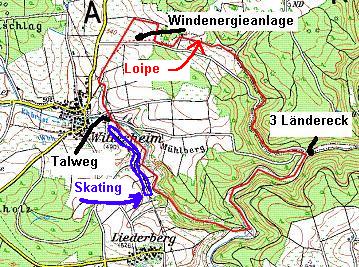 A
Windenergieanlage
Loipe
3 Ländereck
Mühlberg
Talweg
Skating
Liederberg